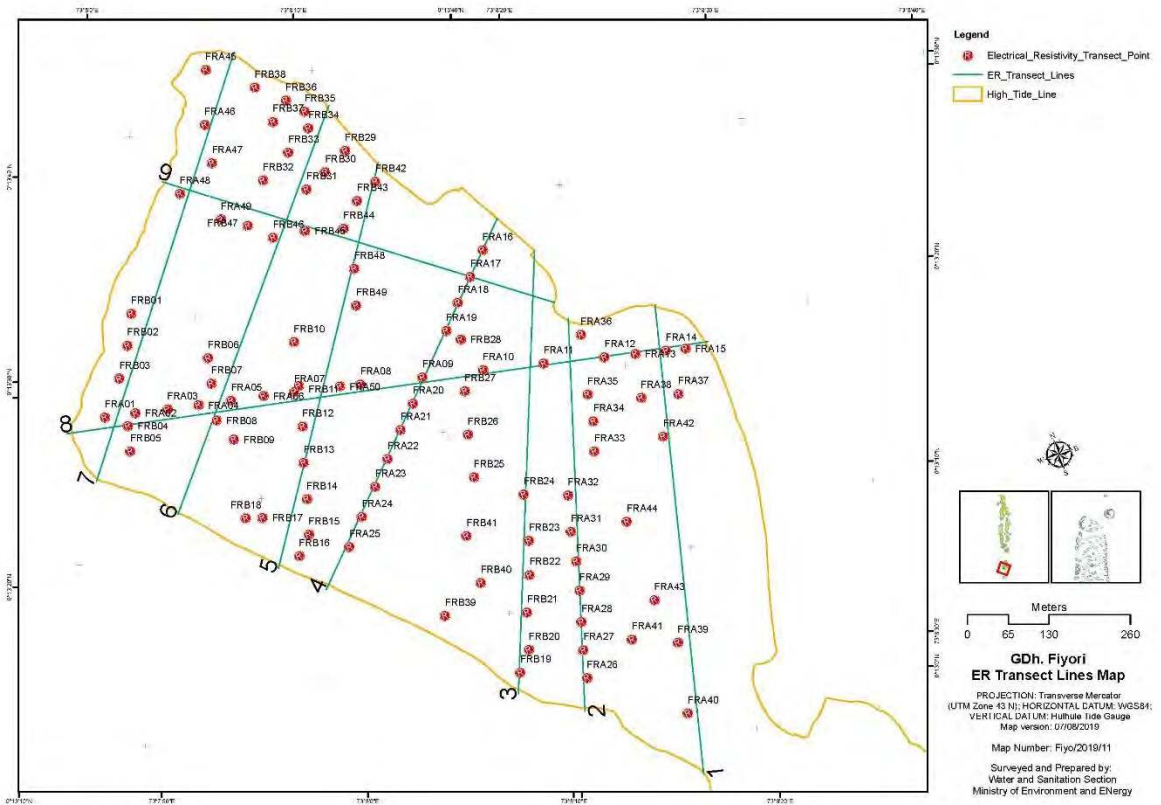 Legend
Electrical_Resistivity_Transect_Point
ER_Transect_Lines
High_Tide_Line
FRA45
FRB38
FRB36
FRB35
FRB37
FRB34
FRA46
FRB33
FRB29
FRA47
FRB30
FRB32
FRB31
FRB42
9
FRA48
FRB43
FRA49
FRB47
FRB46
FRB45
FRB44
FRA16
FRB48
FRA17
FRA18
FRB49
FRB01
FRA19
FRB28
FRA36
FRB02
FRB10
FRB06
FRA10
FRA11
FRA12
FRA13
FRA14
FRA15
FRB03
FRB07
FRA07
FRA08
FRA09
FRB27
FRA05
FRA06
FRB11
FRA50
FRA35
FRA38
FRA37
FRA01
FRA02
FRA03
FRA04
FRA20
8
FRB04
FRB08
FRB12
FRA21
FRB26
FRA34
FRB05
FRB09
FRA33
FRA42
FRB13
FRA22
7
FRA23
FRB25
FRB14
FRB24
FRA32
6
FRB18
FRB17
FRA24
FRA44
FRB15
FRB41
FRB23
FRA31
FRB16
FRA25
5
4
FRB22
FRA30
FRB40
FRA29
FRA43
FRB39
FRB21
FRA28
FRB20
FRA27
FRA41
FRA39
FRB19
FRA26
3
2
FRA40
1
N
S
Meters
0 65 130 260
GDh. Fiyori
ER Transect Lines Map
PROJECTION: Transverse Mercator
(UTM Zone 43 N); HORIZONTAL DATUM: WGS84;
VERTICAL DATUM: Hulhule Tide Gauge
Map version: 07/08/2019
Map Number: Fiyo/2019/11
Surveyed and Prepared by:
Water and Sanitation Section
Ministry of Environment and ENergy